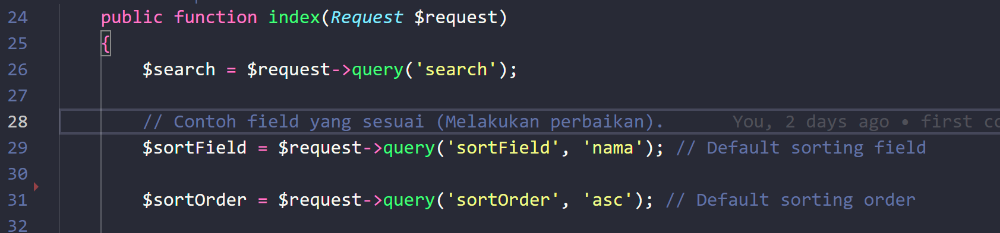 24 public function index(Request $request)
25 {
26 $search = $request->query('search');
27
28 // Contoh field yang sesuai (Melakukan perbaikan). You, 2 days ago • first
29 $sortField = $request->query('sortField', 'nama'); // Default sorting field
30
31 $sortOrder = $request->query('sortOrder', 'asc'); // Default sorting order
32